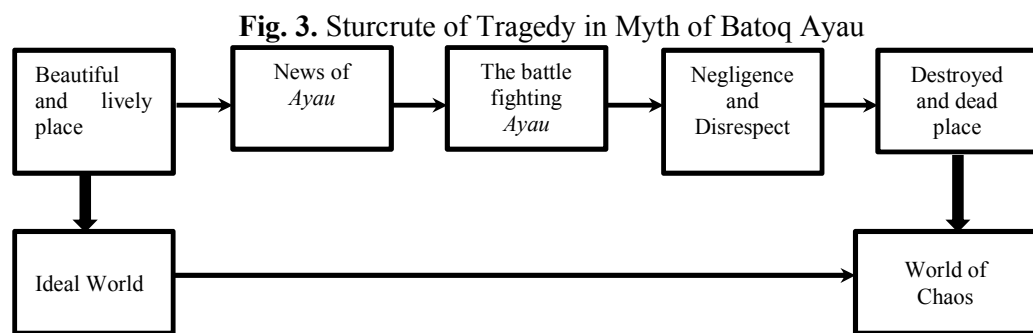 Fig. 3. Sturcrute of Tragedy in Myth of Batoq Ayau
Beautiful
and lively
place
News of
Ayau
The battle
fighting
Ayau
Negligence
and
Disrespect
Destroyed
and dead
place
Ideal World
World of
Chaos